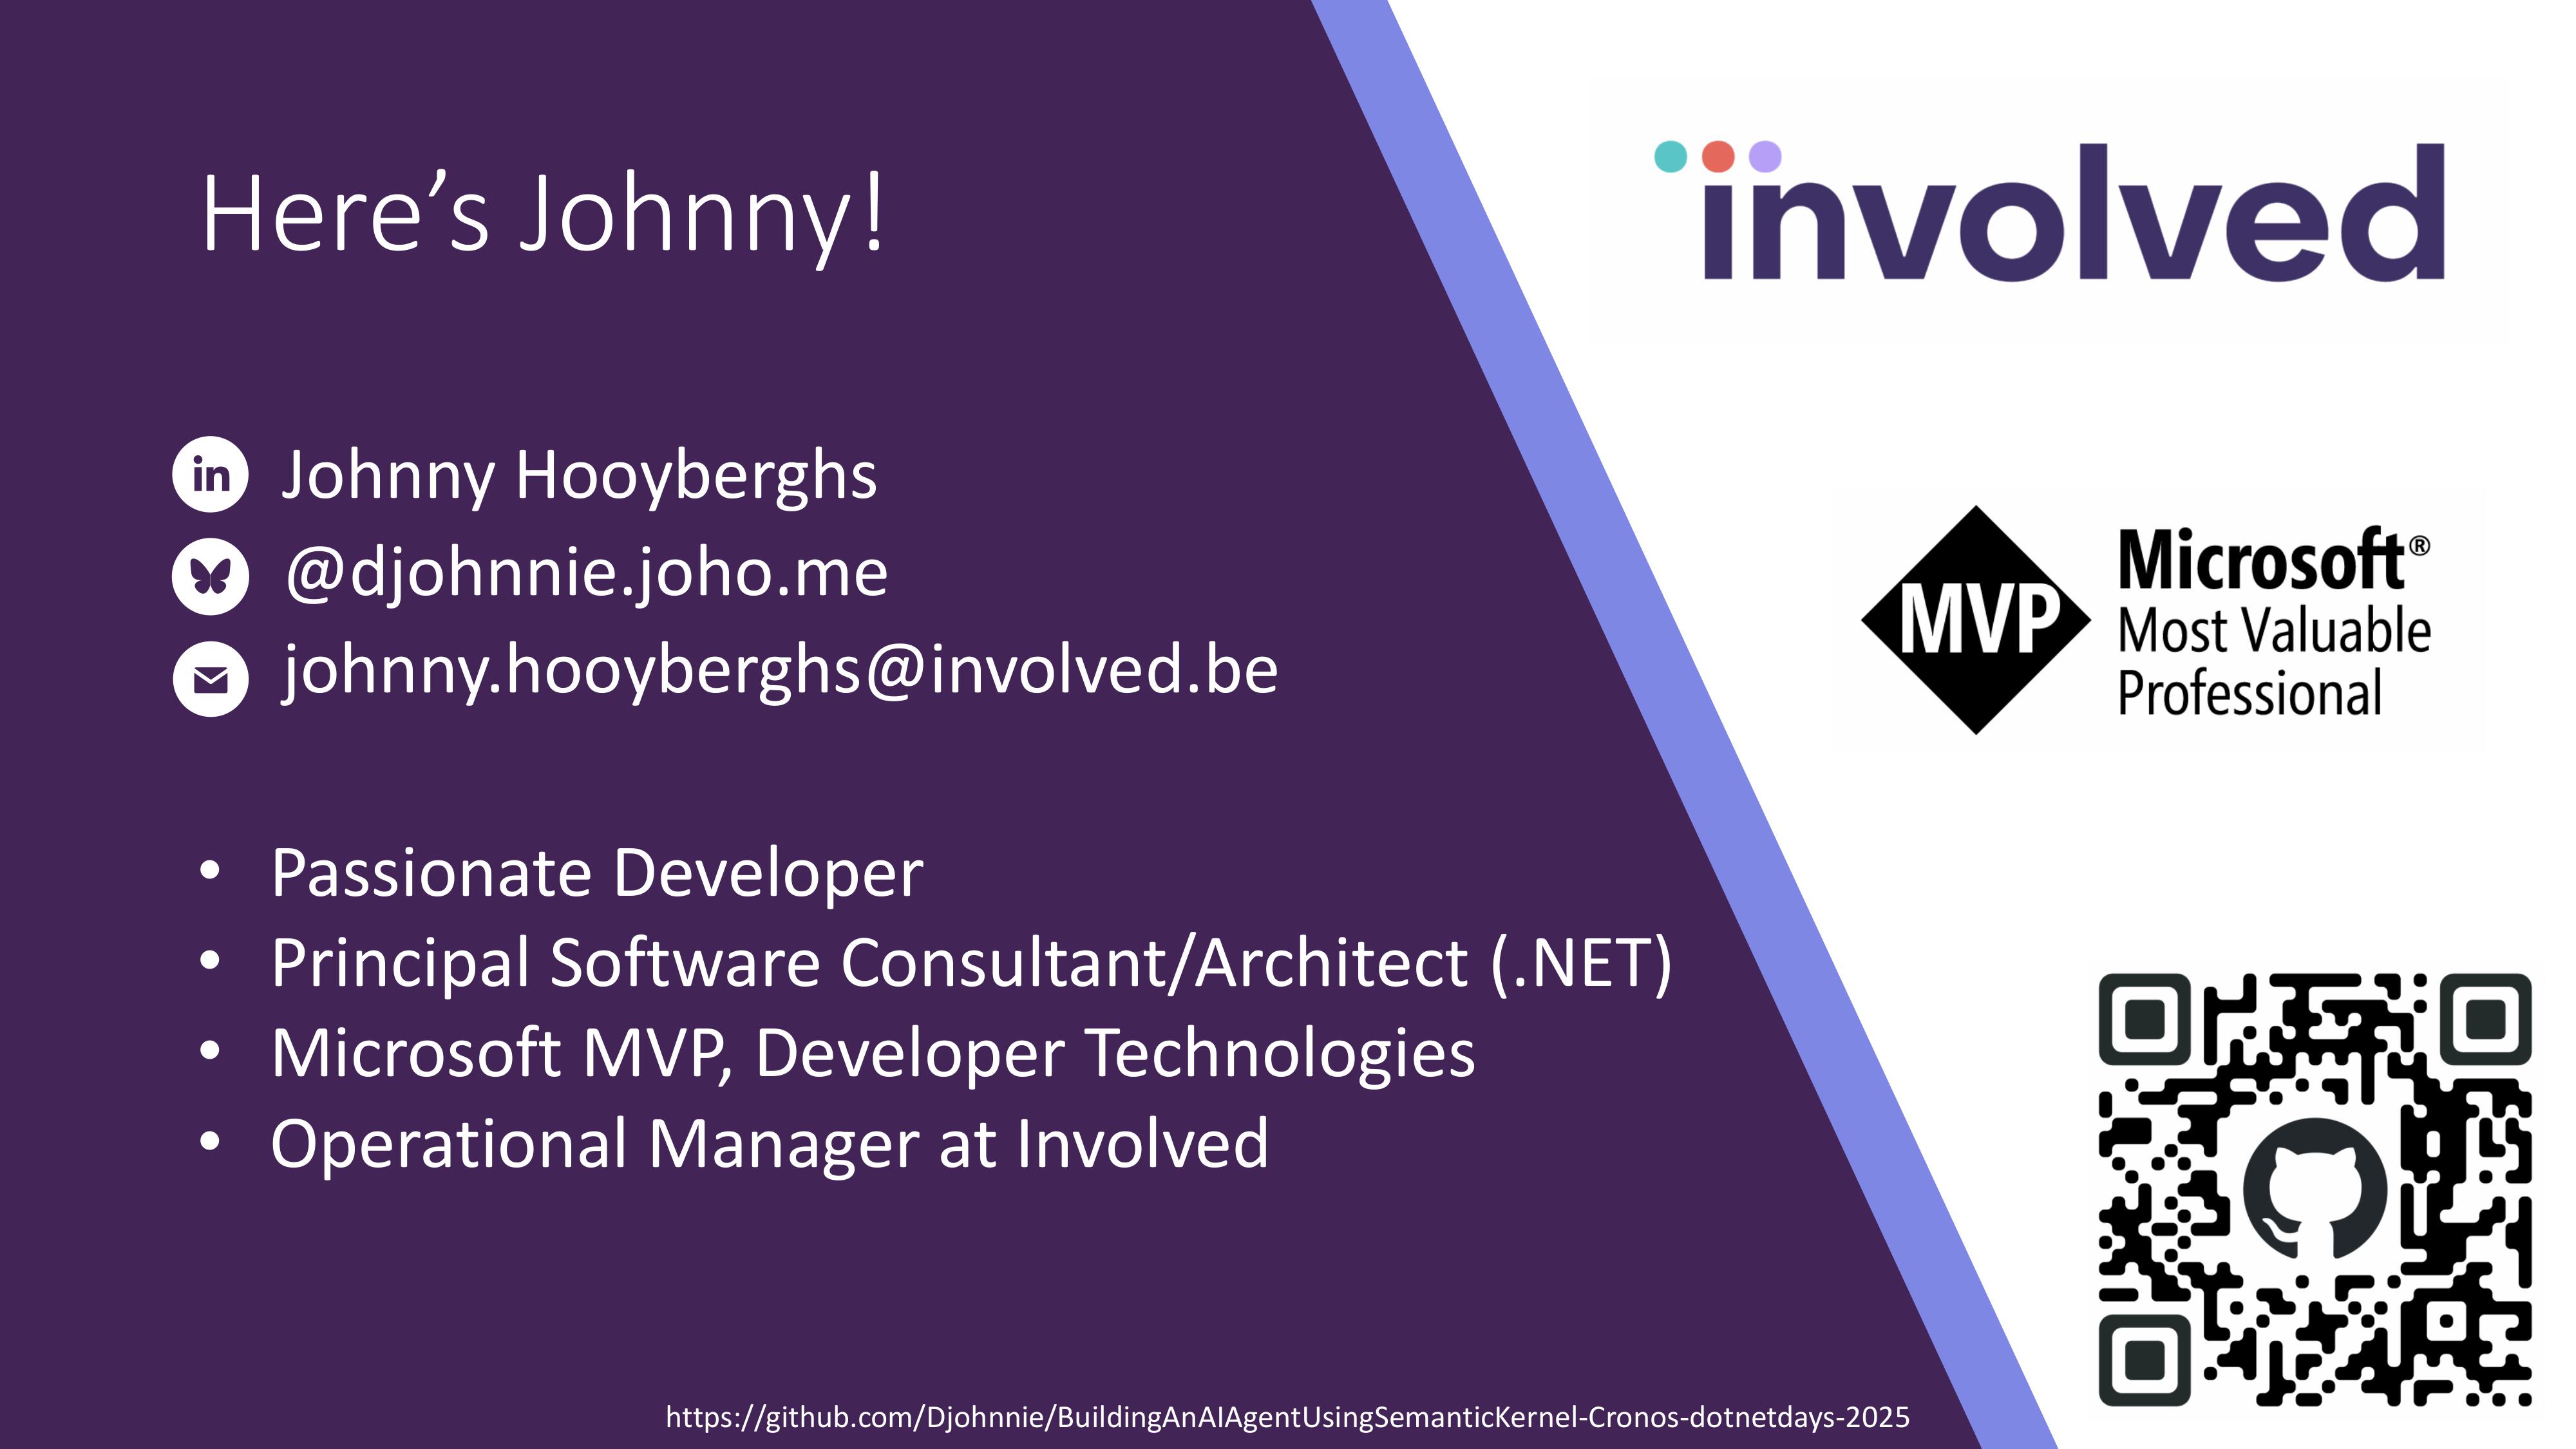 Here’s Johnny!
involved
in Johnny Hooyberghs
@djohnnie.joho.me
johnny.hooyberghs@involved.be
MVP
Microsoft®
Most Valuable
Professional
• Passionate Developer
• Principal Software Consultant/Architect (.NET)
• Microsoft MVP, Developer Technologies
• Operational Manager at Involved
https://github.com/Djohnnie/BuildingAnAIAgentUsingSemanticKernel-Cronos-dotnetdays-2025